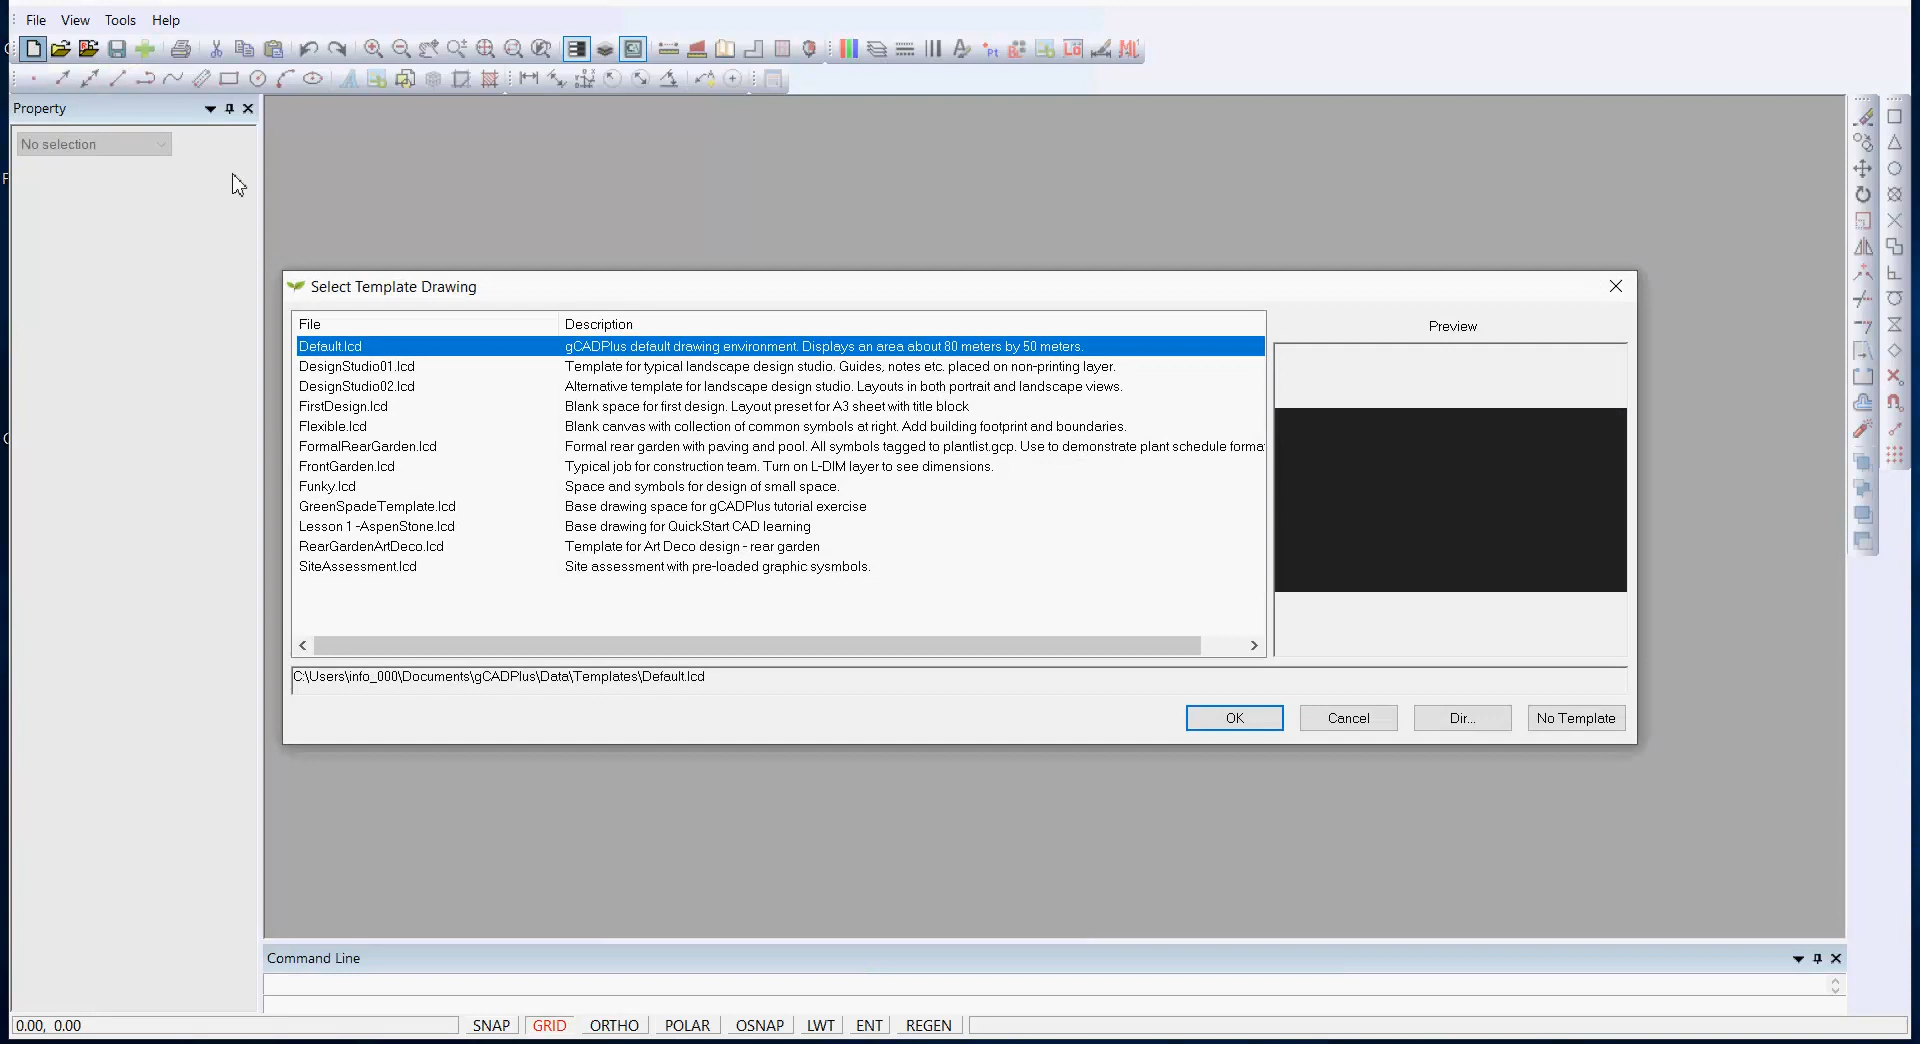 File View Tools Help
Property
No selection
Select Template Drawing
File Description
Preview
Default.lcd gCADPlus default drawing environment. Displays an area about 80 meters by 50 meters.
DesignStudio01.lcd Template for typical landscape design studio. Guides, notes etc. placed on non-printing layer.
DesignStudio02.lcd Alternative template for landscape design studio. Layouts in both portrait and landscape views.
FirstDesign.lcd Blank space for first design. Layout preset for A3 sheet with title block
Flexible.lcd Blank canvas with collection of common symbols at right. Add building footprint and boundaries.
FormalRearGarden.lcd Formal rear garden with paving and pool. All symbols tagged to plantlist.gcp. Use to demonstrate plant schedule forma
FrontGarden.lcd Typical job for construction team. Turn on L-DIM layer to see dimensions.
Funky.lcd Space and symbols for design of small space.
GreenSpadeTemplate.lcd Base drawing space for gCADPlus tutorial exercise
Lesson 1 -AspenStone.lcd Base drawing for QuickStart CAD learning
RearGardenArtDeco.lcd Template for Art Deco design - rear garden
SiteAssessment.lcd Site assessment with pre-loaded graphic sysmbols.
C:\Users\info_000\Documents\gCADPlus\Data\Templates\Default.lcd
OK Cancel Dir... No Template
Command Line
0.00, 0.00 SNAP GRID ORTHO POLAR OSNAP LWT ENT REGEN